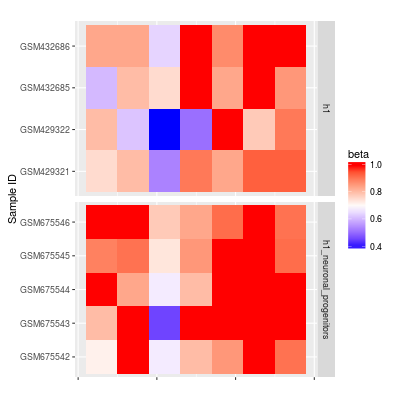 Sample ID
GSM432686
GSM432685
GSM429322
GSM429321
h1
GSM675546
GSM675545
GSM675544
GSM675543
GSM675542
h1_neuronal_progenitors
beta
1.0
0.8
0.6
0.4